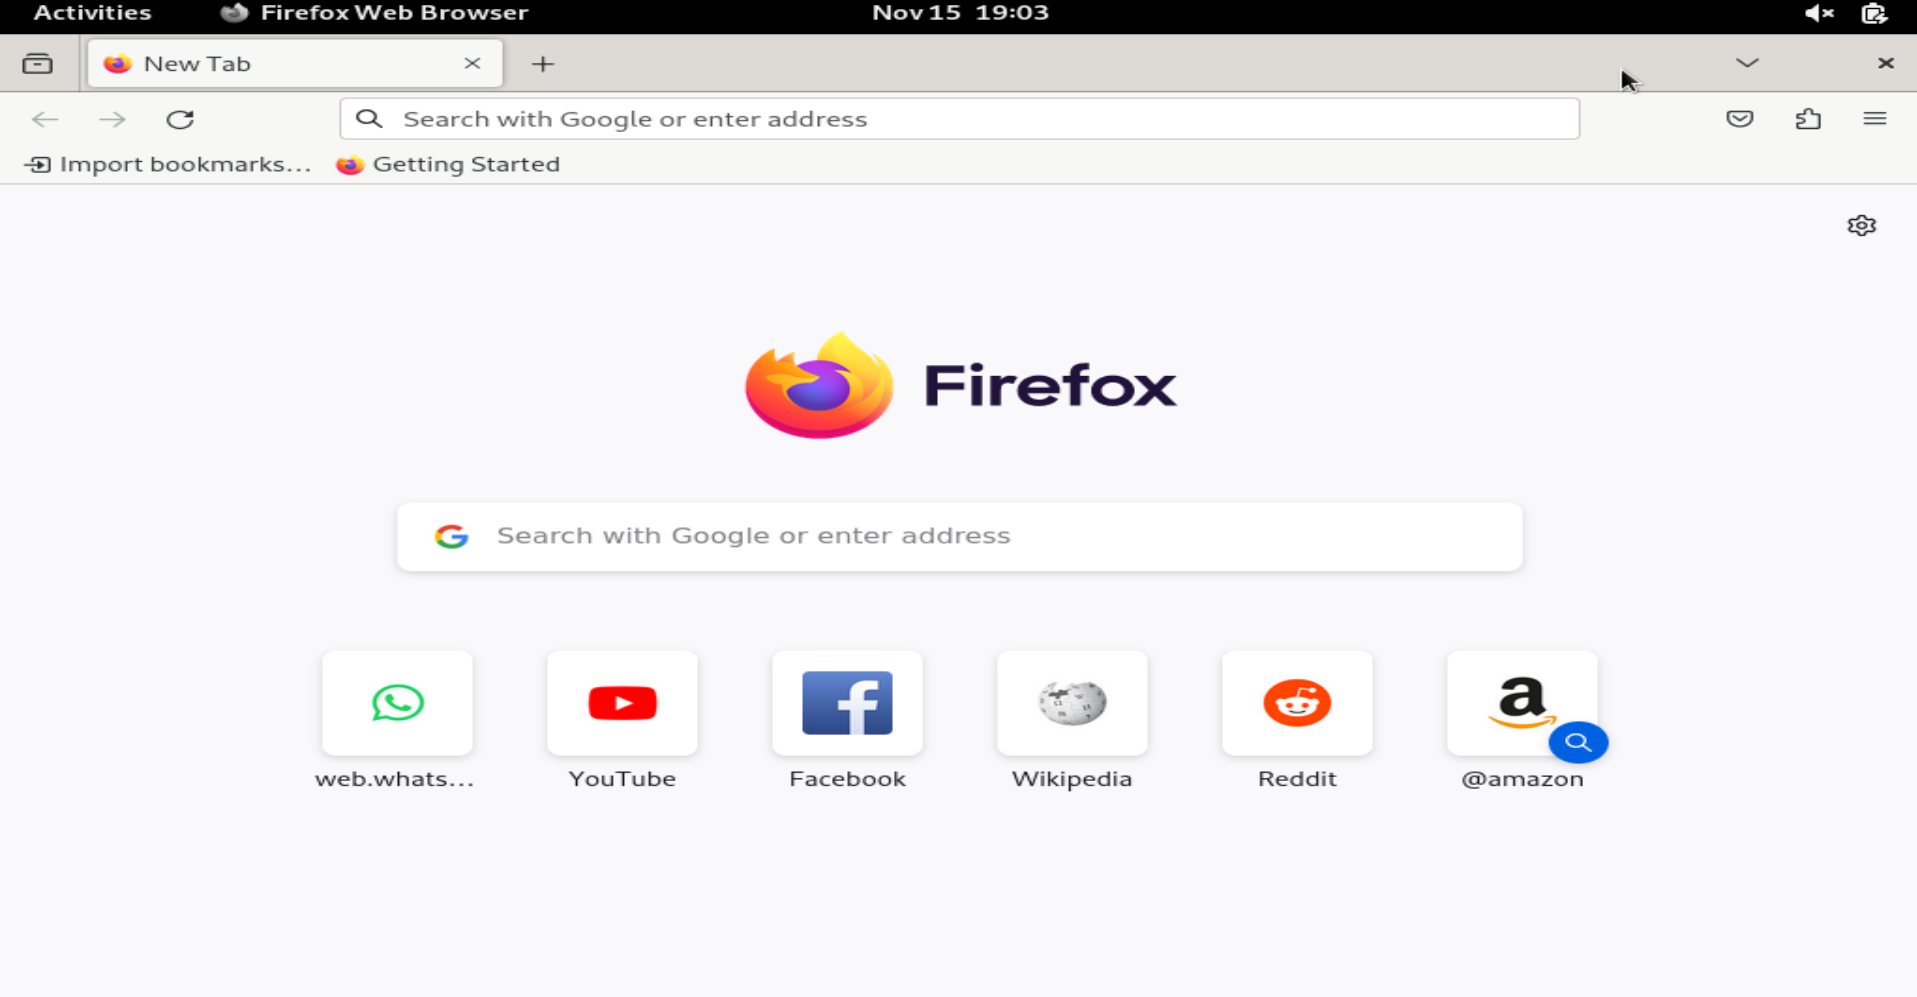 Activities Firefox Web Browser Nov 15 19:03
New Tab
Search with Google or enter address
Import bookmarks... Getting Started
Firefox
Search with Google or enter address
web.whats... YouTube Facebook Wikipedia Reddit @amazon